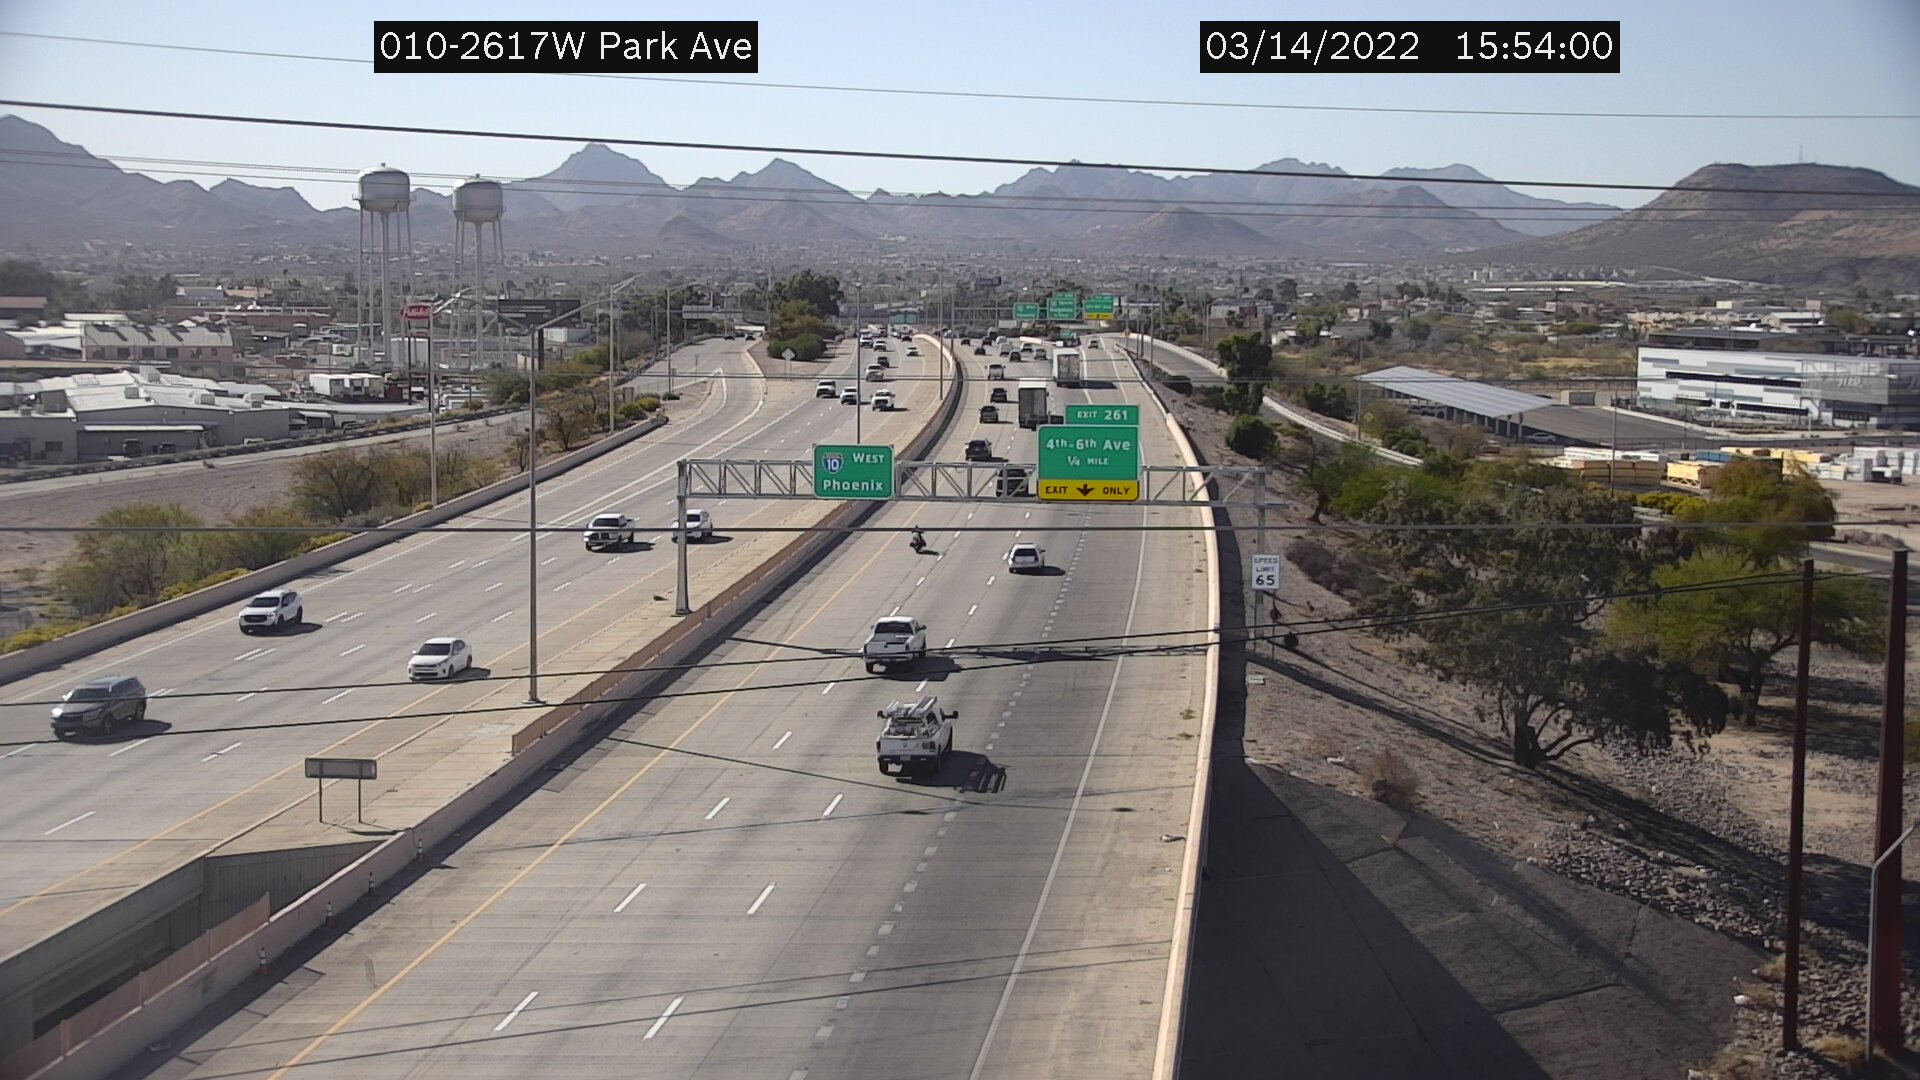 010-2617W Park Ave
03/14/2022 15:54:00
EXIT 261
4th-6th Ave
1/4 MILE
EXIT ONLY
10 WEST
Phoenix
SPEED
LIMIT
65